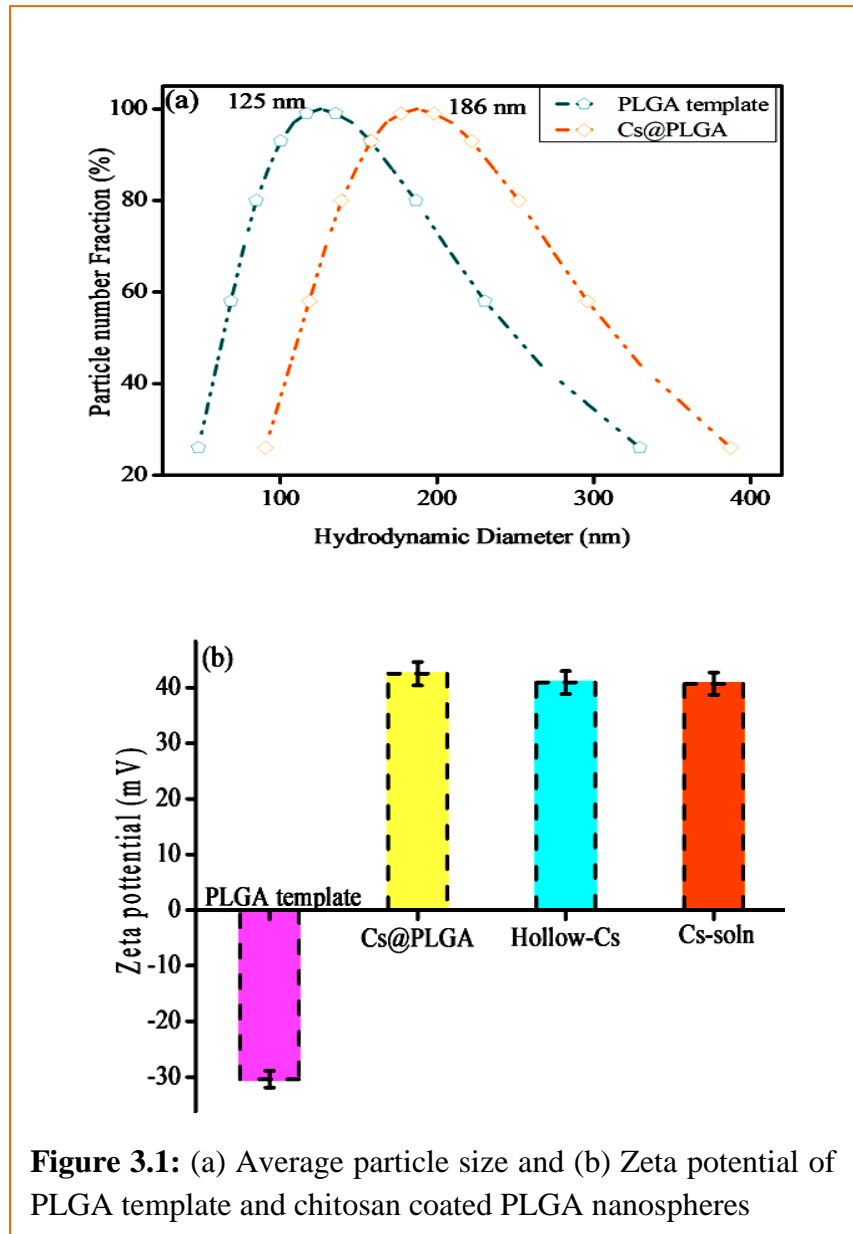 (a)
125 nm
186 nm
PLGA template
Cs@PLGA
100
80
60
40
20
Particle number Fraction (%)
100 200 300 400
Hydrodynamic Diameter (nm)
(b)
40
30
20
10
0
-10
-20
-30
Zeta pottential (mV)
PLGA template
Cs@PLGA Hollow-Cs Cs-soln
Figure 3.1: (a) Average particle size and (b) Zeta potential of
PLGA template and chitosan coated PLGA nanospheres